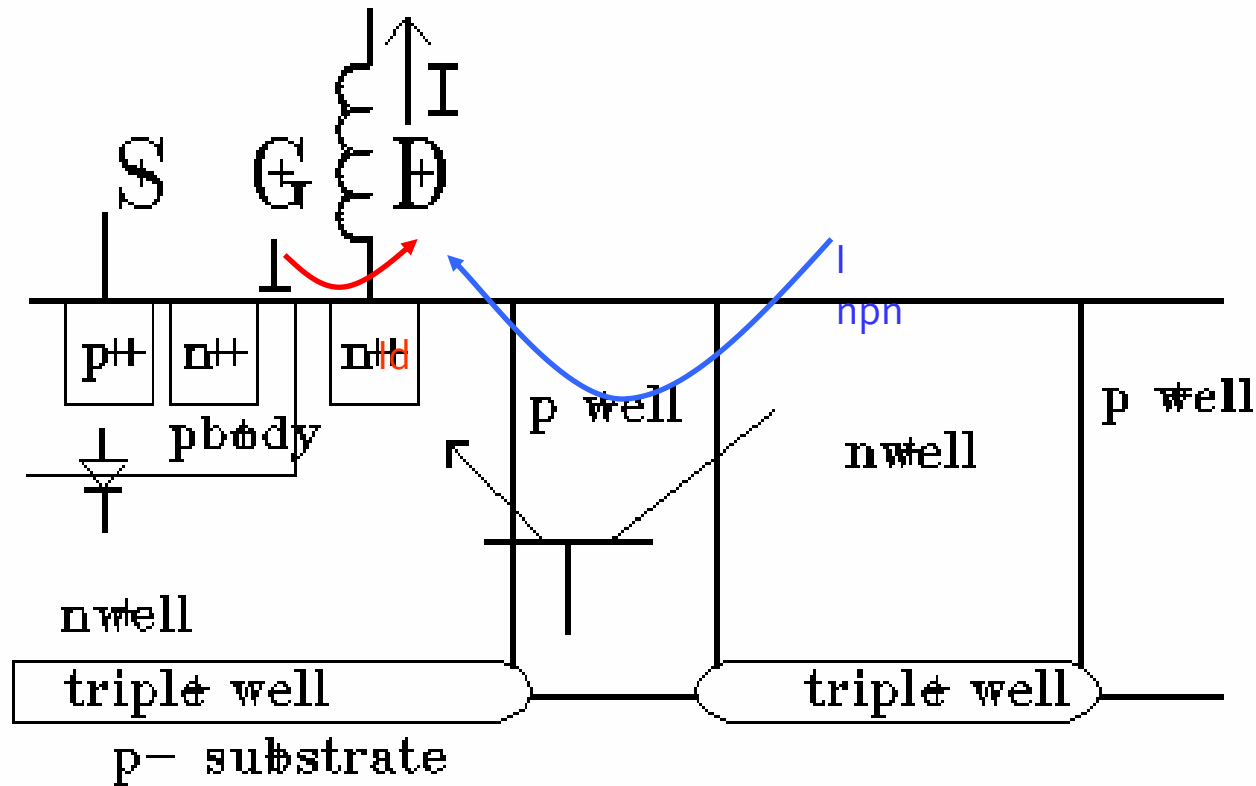 I
S G D
I
npn
p+ n+ n+ Id
p well
p well
pbody
nwell
nwell
triple well
triple well
p- substrate